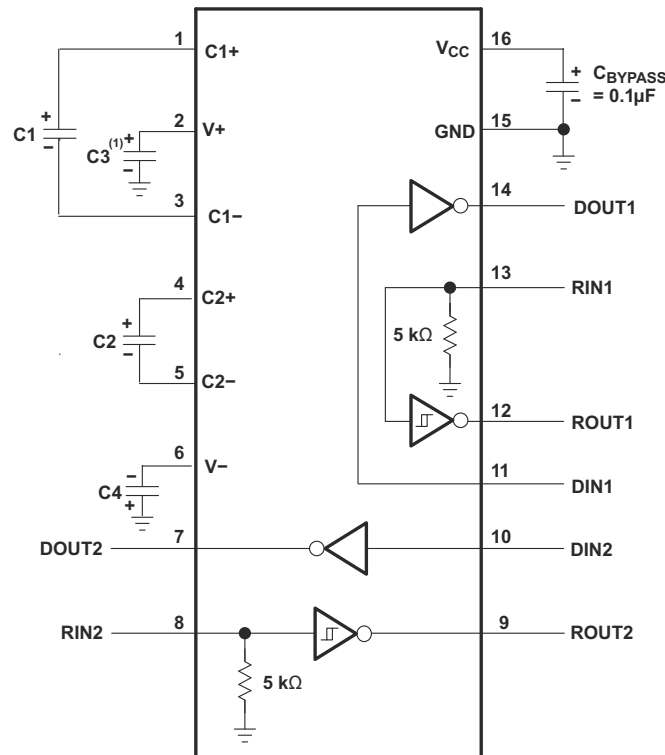 1
C1+
C1
+
−
2
V+
C3(1)
+
−
3
C1−
4
C2+
C2
+
−
5
C2−
6
V−
C4
−
+
DOUT2
7
RIN2
8
5 kΩ
VCC
16
+
−
CBYPASS
= 0.1µF
GND
15
14
DOUT1
13
RIN1
5 kΩ
12
ROUT1
11
DIN1
10
DIN2
9
ROUT2